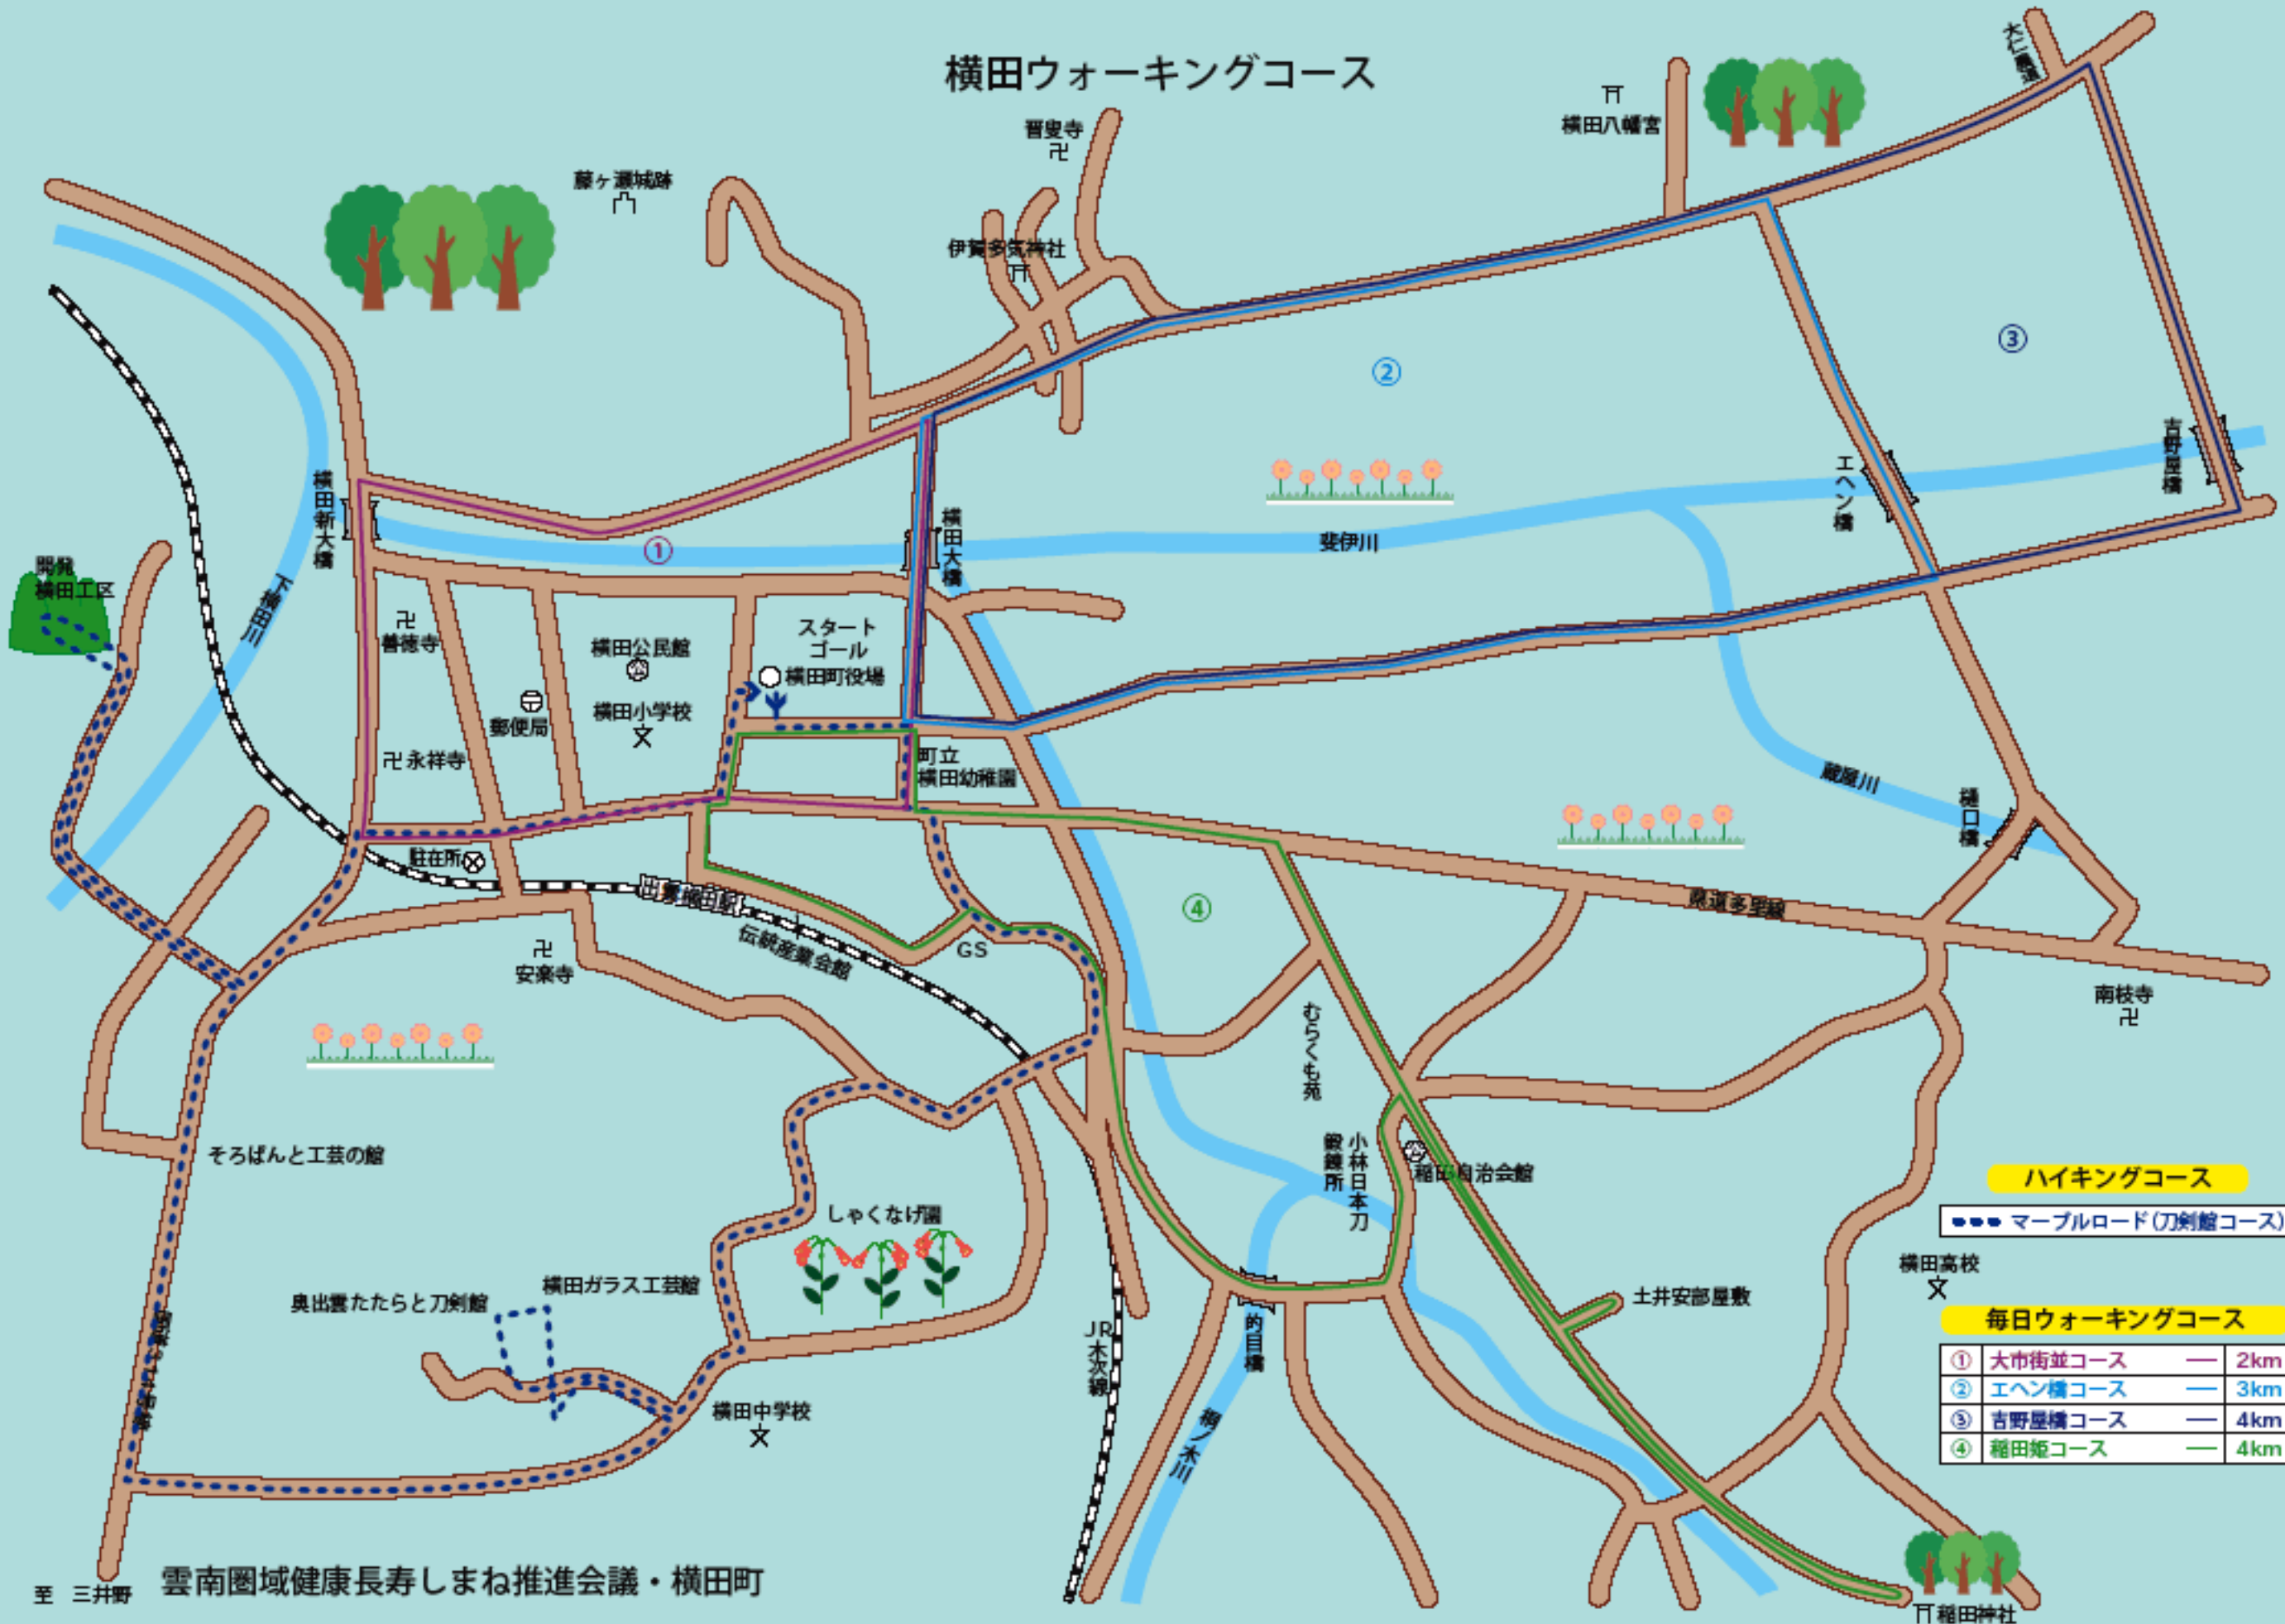 横田ウォーキングコース
大仁農道
横田八幡宮
晋叟寺
藤ヶ瀬城跡
伊賀多気神社
③
②
吉野屋橋
エヘン橋
横田新大橋
横田大橋
①
斐伊川
開発
横田工区
下横田川
善徳寺
横田公民館
スタート
ゴール
横田町役場
横田小学校
郵便局
永祥寺
町立
横田幼稚園
蔵屋川
樋口橋
駐在所
出雲横田駅
県道多里線
④
伝統産業会館
GS
安楽寺
南枝寺
むらくも苑
そろばんと工芸の館
小林日本刀
鍛錬所
稲田自治会館
ハイキングコース
マーブルロード(刀剣館コース)
しゃくなげ園
横田高校
横田ガラス工芸館
奥出雲たたらと刀剣館
土井安部屋敷
毎日ウォーキングコース
JR木次線
的目橋
① 大市街並コース — 2km
② エヘン橋コース — 3km
③ 吉野屋橋コース — 4km
④ 稲田姫コース — 4km
横田中学校
桐ノ木川
雲南圏域健康長寿しまね推進会議・横田町
至 三井野
稲田神社